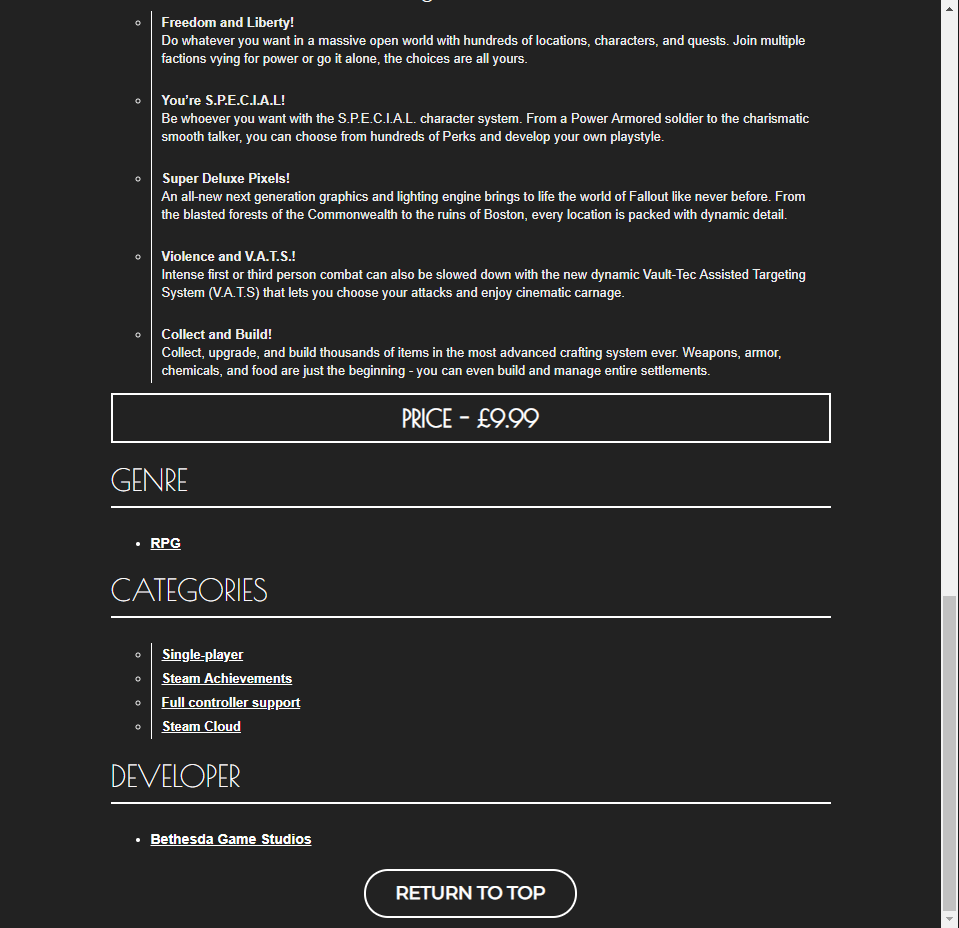 Freedom and Liberty!
Do whatever you want in a massive open world with hundreds of locations, characters, and quests. Join multiple
factions vying for power or go it alone, the choices are all yours.
You’re S.P.E.C.I.A.L!
Be whoever you want with the S.P.E.C.I.A.L. character system. From a Power Armored soldier to the charismatic
smooth talker, you can choose from hundreds of Perks and develop your own playstyle.
Super Deluxe Pixels!
An all-new next generation graphics and lighting engine brings to life the world of Fallout like never before. From
the blasted forests of the Commonwealth to the ruins of Boston, every location is packed with dynamic detail.
Violence and V.A.T.S.!
Intense first or third person combat can also be slowed down with the new dynamic Vault-Tec Assisted Targeting
System (V.A.T.S) that lets you choose your attacks and enjoy cinematic carnage.
Collect and Build!
Collect, upgrade, and build thousands of items in the most advanced crafting system ever. Weapons, armor,
chemicals, and food are just the beginning - you can even build and manage entire settlements.
PRICE - £9.99
GENRE
RPG
CATEGORIES
Single-player
Steam Achievements
Full controller support
Steam Cloud
DEVELOPER
Bethesda Game Studios
RETURN TO TOP